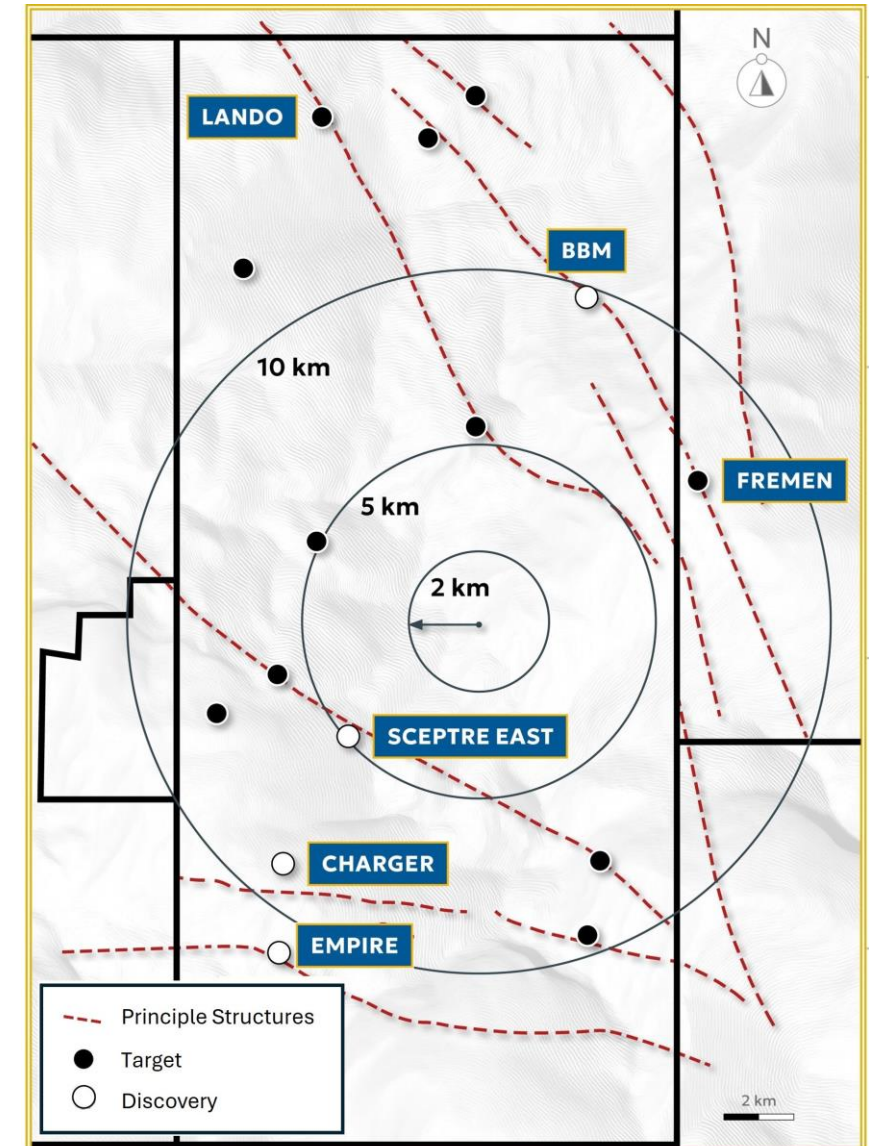 N
LANDO
BBM
10 km
FREMEN
5 km
2 km
SCEPTRE EAST
CHARGER
EMPIRE
Principle Structures
Target
Discovery
2 km